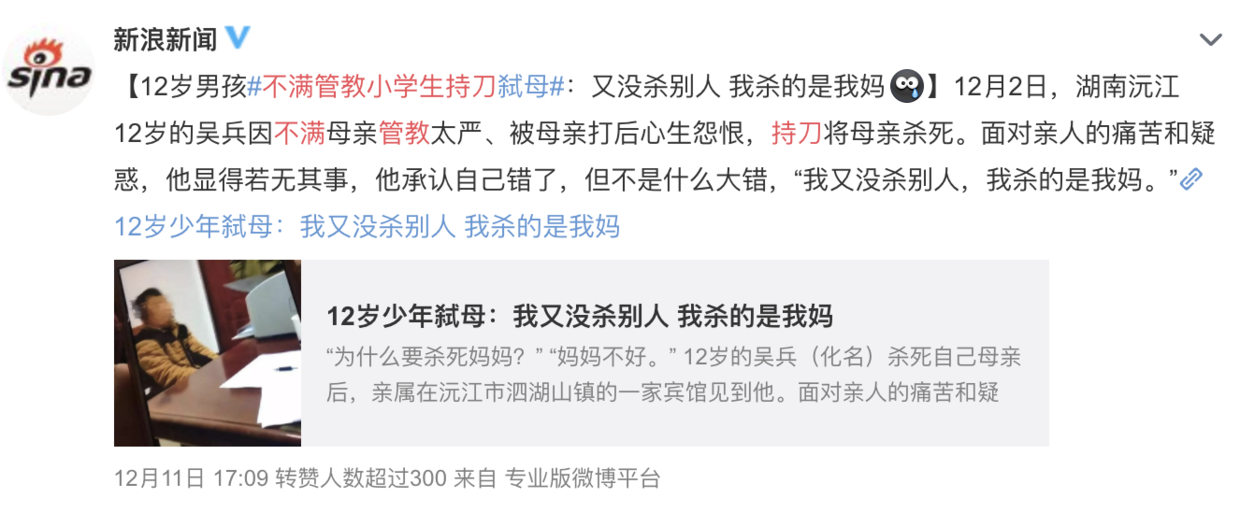 sina
新浪新闻
【12岁男孩#不满管教小学生持刀弑母#：又没杀别人 我杀的是我妈】12月2日，湖南沅江
12岁的吴兵因不满母亲管教太严、被母亲打后心生怨恨，持刀将母亲杀死。面对亲人的痛苦和疑
惑，他显得若无其事，他承认自己错了，但不是什么大错，“我又没杀别人，我杀的是我妈。”
12岁少年弑母：我又没杀别人 我杀的是我妈
12岁少年弑母：我又没杀别人 我杀的是我妈
“为什么要杀死妈妈？” “妈妈不好。” 12岁的吴兵（化名）杀死自己母亲
后，亲属在沅江市泗湖山镇的一家宾馆见到他。面对亲人的痛苦和疑
12月11日 17:09 转赞人数超过300 来自 专业版微博平台